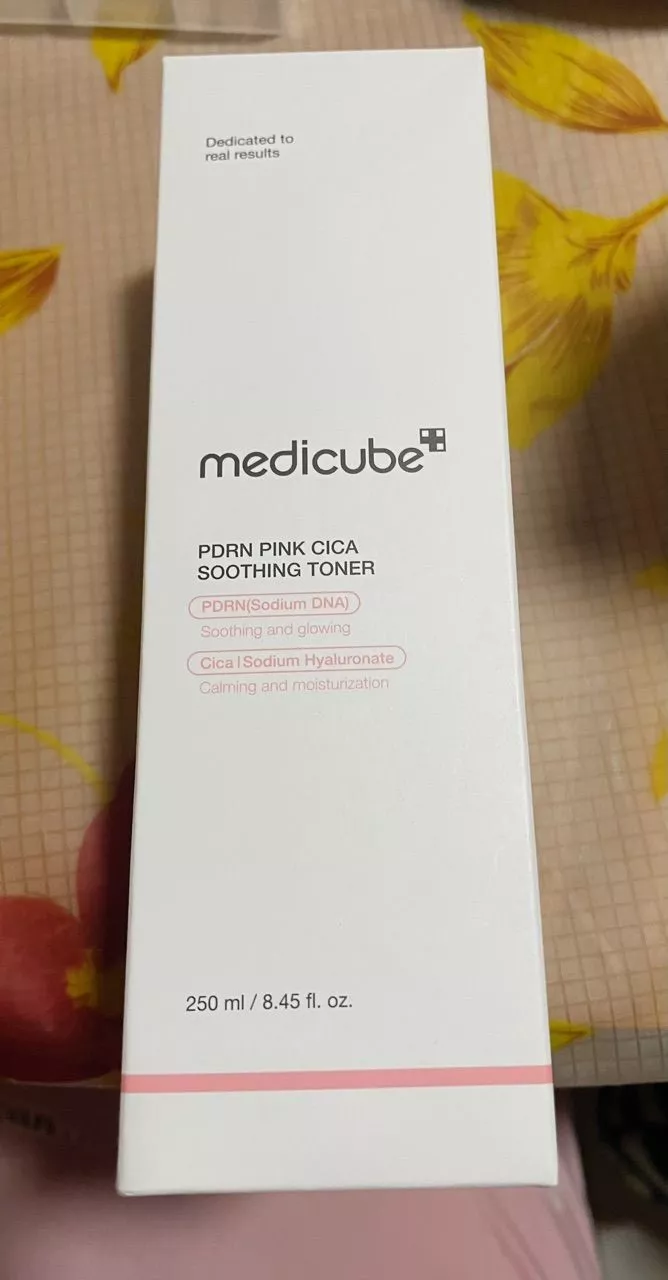 Dedicated to
real results
medicube
PDRN PINK CICA
SOOTHING TONER
PDRN(Sodium DNA)
Soothing and glowing
Cica | Sodium Hyaluronate
Calming and moisturization
250 ml / 8.45 fl. oz.